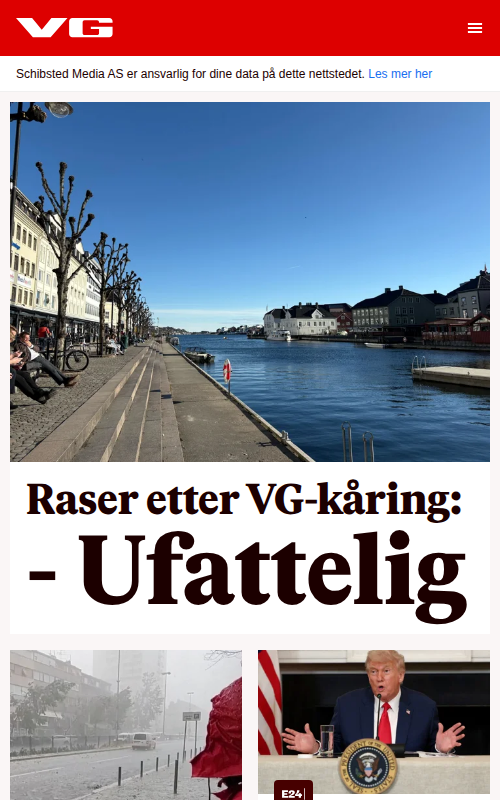 VG
Schibsted Media AS er ansvarlig for dine data på dette nettstedet. Les mer her
Raser etter VG-kåring:
- Ufattelig
E24